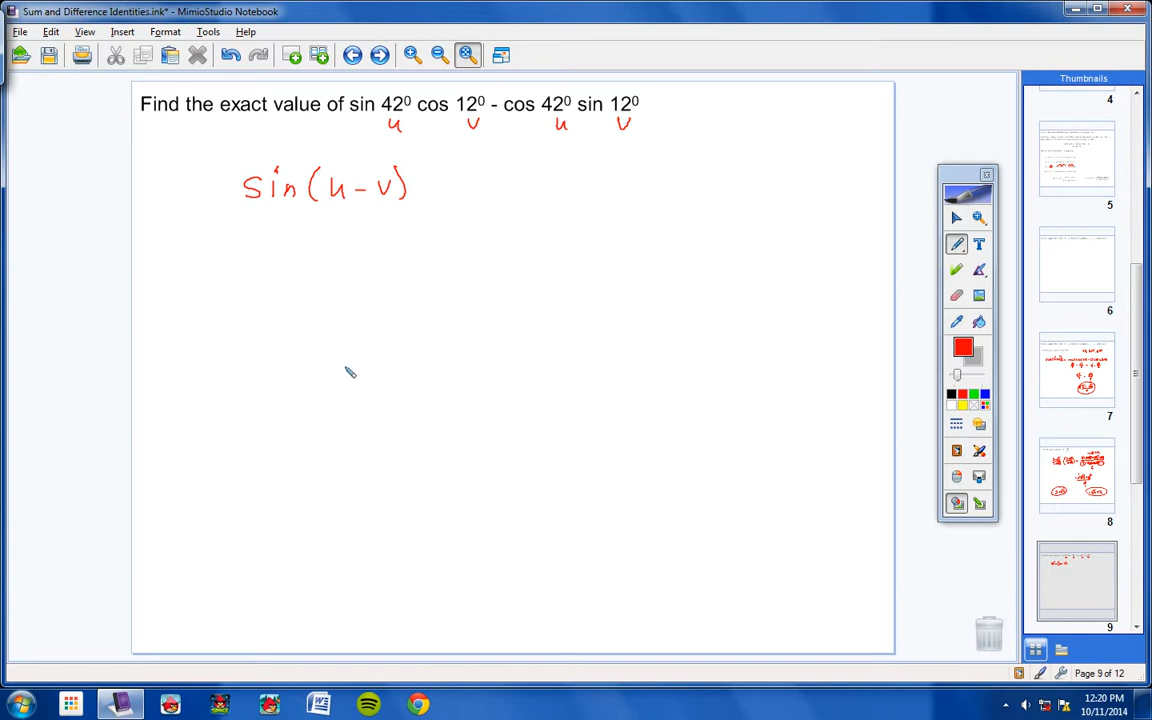 Sum and Difference Identities.ink* - MimioStudio Notebook
File Edit View Insert Format Tools Help
Thumbnails
Find the exact value of sin 42⁰ cos 12⁰ - cos 42⁰ sin 12⁰
u v u v
sin(u-v)
4
5
6
7
8
9
Page 9 of 12
12:20 PM
10/11/2014